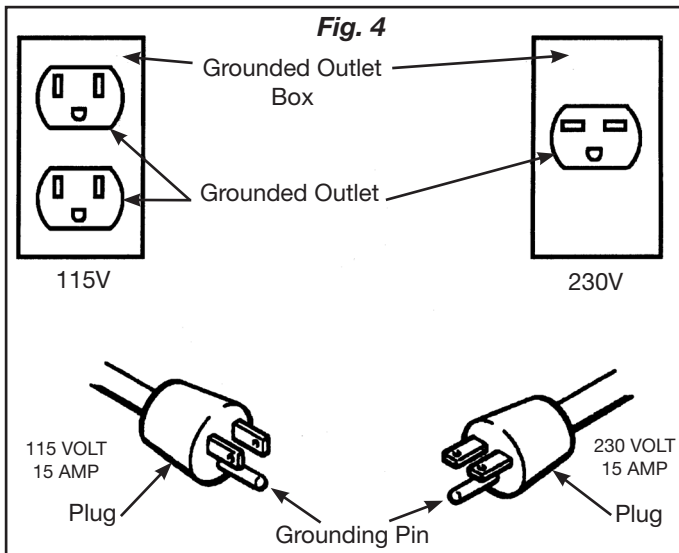 Fig. 4
Grounded Outlet
Box
Grounded Outlet
115V
230V
115 VOLT
15 AMP
Plug
Grounding Pin
230 VOLT
15 AMP
Plug